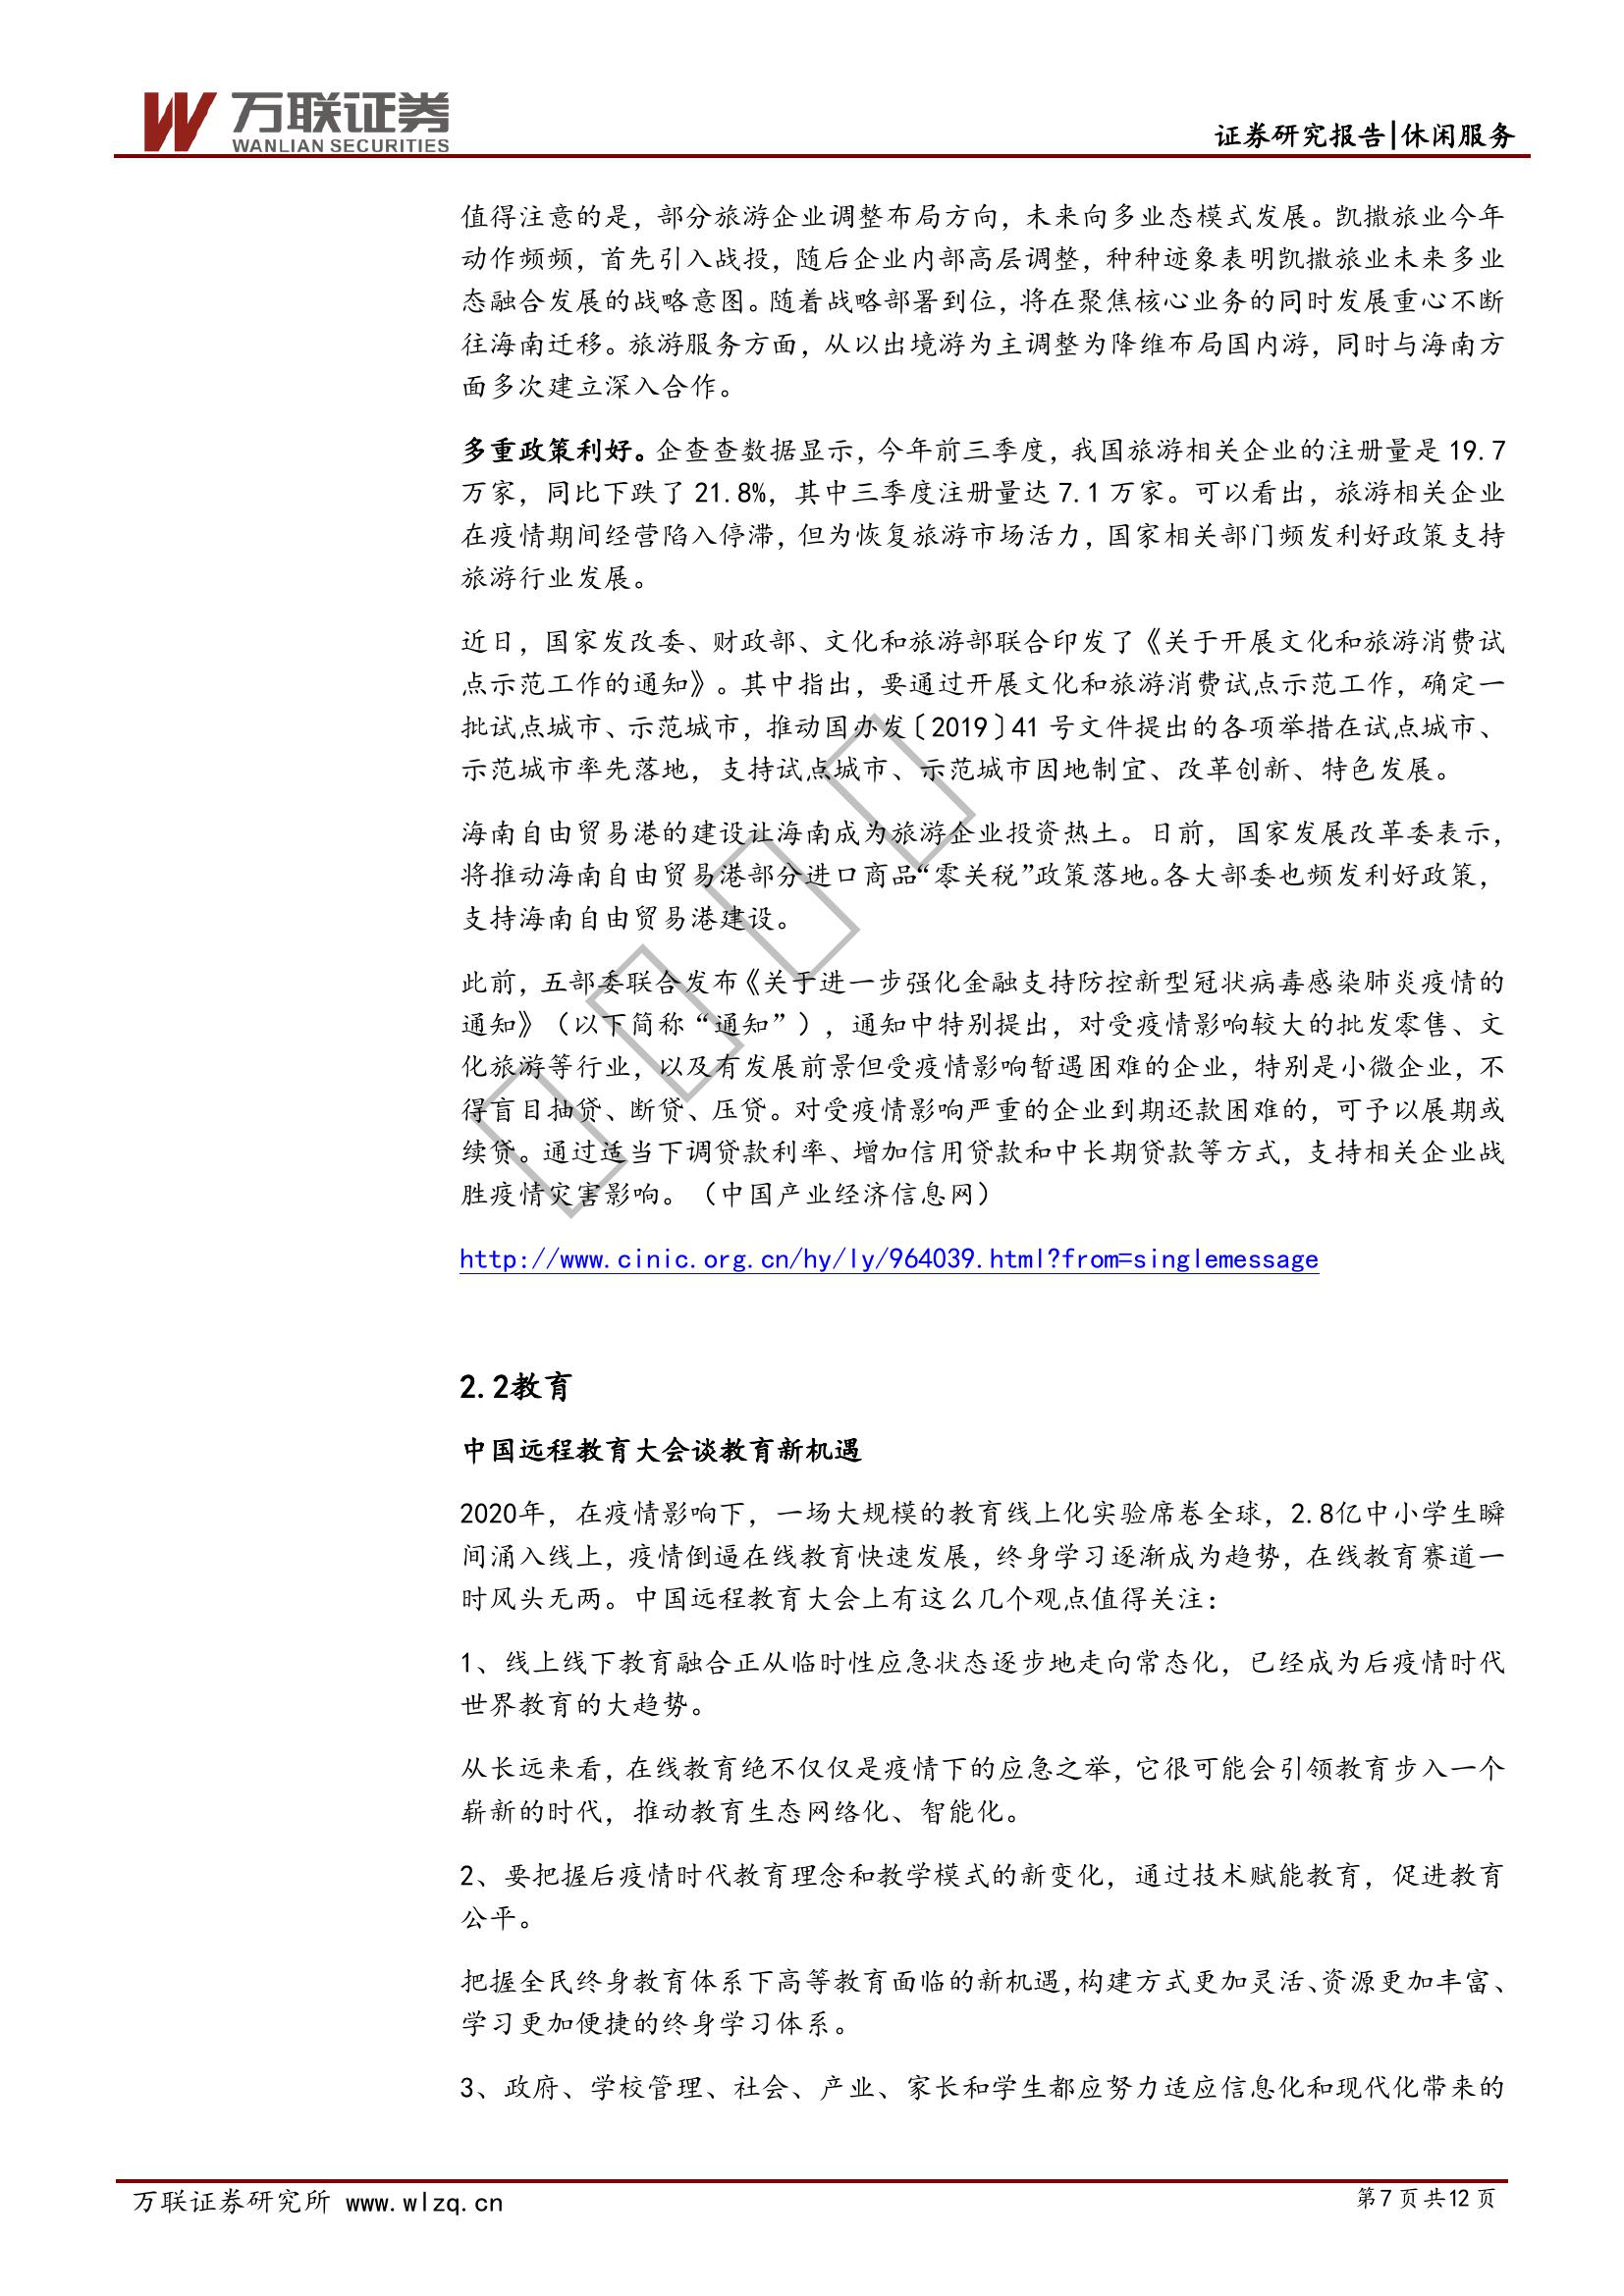 万联证券
WANLIAN SECURITIES
证券研究报告|休闲服务
值得注意的是，部分旅游企业调整布局方向，未来向多业态模式发展。凯撒旅业今年
动作频频，首先引入战投，随后企业内部高层调整，种种迹象表明凯撒旅业未来多业
态融合发展的战略意图。随着战略部署到位，将在聚焦核心业务的同时发展重心不断
往海南迁移。旅游服务方面，从以出境游为主调整为降维布局国内游，同时与海南方
面多次建立深入合作。
多重政策利好。企查查数据显示，今年前三季度，我国旅游相关企业的注册量是 19.7
万家，同比下跌了 21.8%，其中三季度注册量达 7.1 万家。可以看出，旅游相关企业
在疫情期间经营陷入停滞，但为恢复旅游市场活力，国家相关部门频发利好政策支持
旅游行业发展。
近日，国家发改委、财政部、文化和旅游部联合印发了《关于开展文化和旅游消费试
点示范工作的通知》。其中指出，要通过开展文化和旅游消费试点示范工作，确定一
批试点城市、示范城市，推动国办发〔2019〕41 号文件提出的各项举措在试点城市、
示范城市率先落地，支持试点城市、示范城市因地制宜、改革创新、特色发展。
海南自由贸易港的建设让海南成为旅游企业投资热土。日前，国家发展改革委表示，
将推动海南自由贸易港部分进口商品“零关税”政策落地。各大部委也频发利好政策，
支持海南自由贸易港建设。
此前，五部委联合发布《关于进一步强化金融支持防控新型冠状病毒感染肺炎疫情的
通知》（以下简称“通知”），通知中特别提出，对受疫情影响较大的批发零售、文
化旅游等行业，以及有发展前景但受疫情影响暂遇困难的企业，特别是小微企业，不
得盲目抽贷、断贷、压贷。对受疫情影响严重的企业到期还款困难的，可予以展期或
续贷。通过适当下调贷款利率、增加信用贷款和中长期贷款等方式，支持相关企业战
胜疫情灾害影响。（中国产业经济信息网）
http://www.cinic.org.cn/hy/ly/964039.html?from=singlemessage
2.2教育
中国远程教育大会谈教育新机遇
2020年，在疫情影响下，一场大规模的教育线上化实验席卷全球，2.8亿中小学生瞬
间涌入线上，疫情倒逼在线教育快速发展，终身学习逐渐成为趋势，在线教育赛道一
时风头无两。中国远程教育大会上有这么几个观点值得关注：
1、线上线下教育融合正从临时性应急状态逐步地走向常态化，已经成为后疫情时代
世界教育的大趋势。
从长远来看，在线教育绝不仅仅是疫情下的应急之举，它很可能会引领教育步入一个
崭新的时代，推动教育生态网络化、智能化。
2、要把握后疫情时代教育理念和教学模式的新变化，通过技术赋能教育，促进教育
公平。
把握全民终身教育体系下高等教育面临的新机遇，构建方式更加灵活、资源更加丰富、
学习更加便捷的终身学习体系。
3、政府、学校管理、社会、产业、家长和学生都应努力适应信息化和现代化带来的
万联证券研究所 www.wlzq.cn
第 7 页 共 12 页